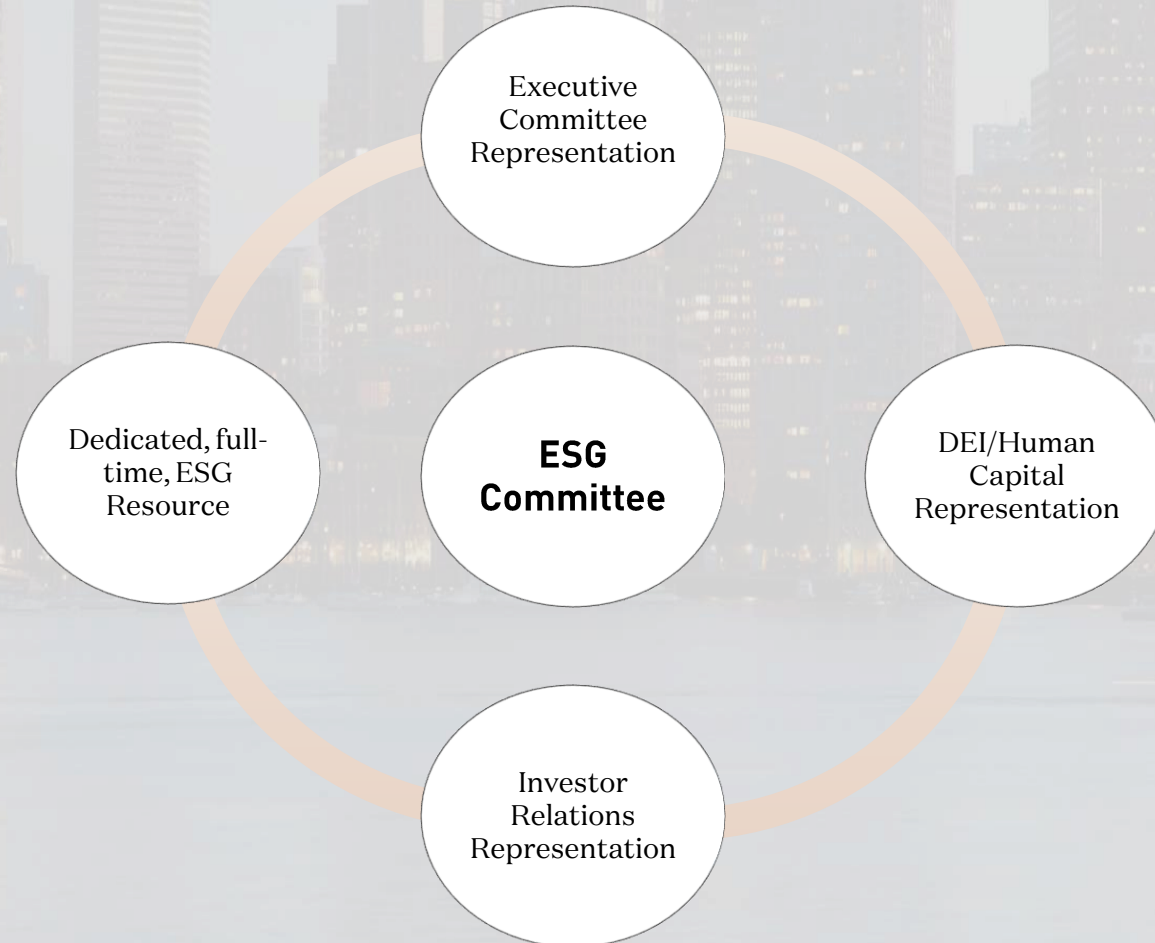 Executive
Committee
Representation
Dedicated, full-
time, ESG
Resource
ESG
Committee
DEI/Human
Capital
Representation
Investor
Relations
Representation